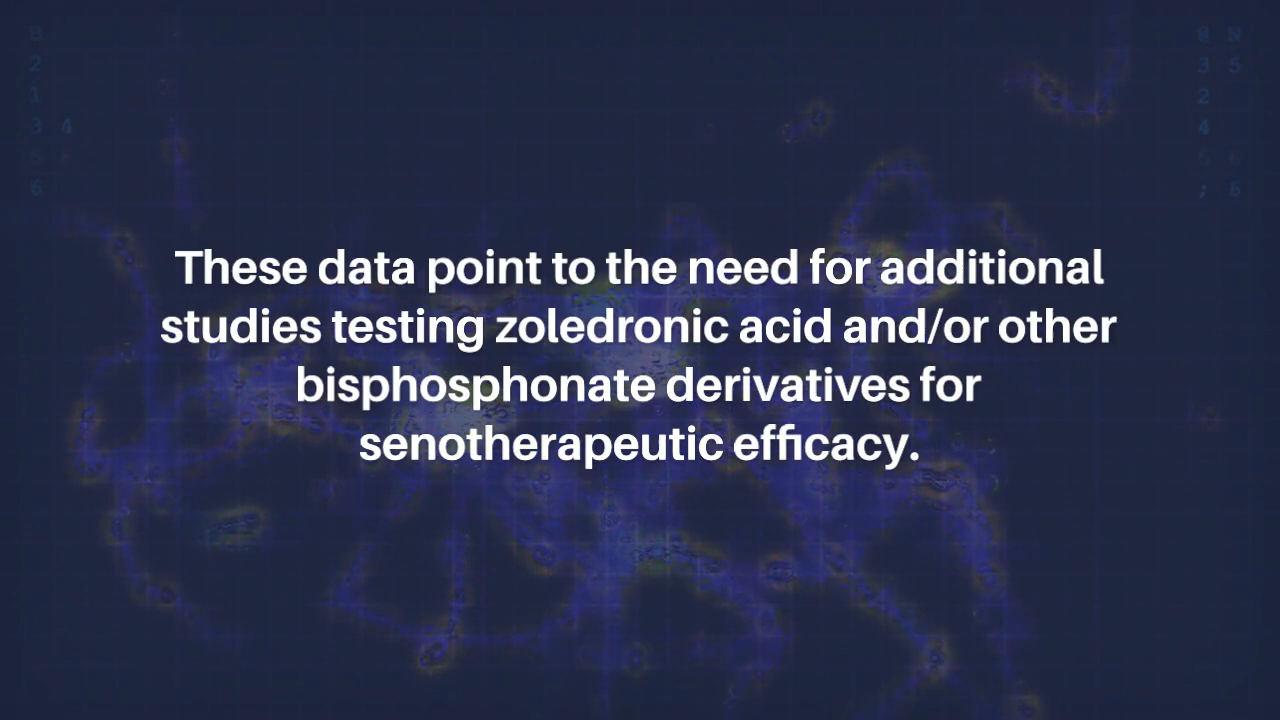 These data point to the need for additional
studies testing zoledronic acid and/or other
bisphosphonate derivatives for
senotherapeutic efficacy.